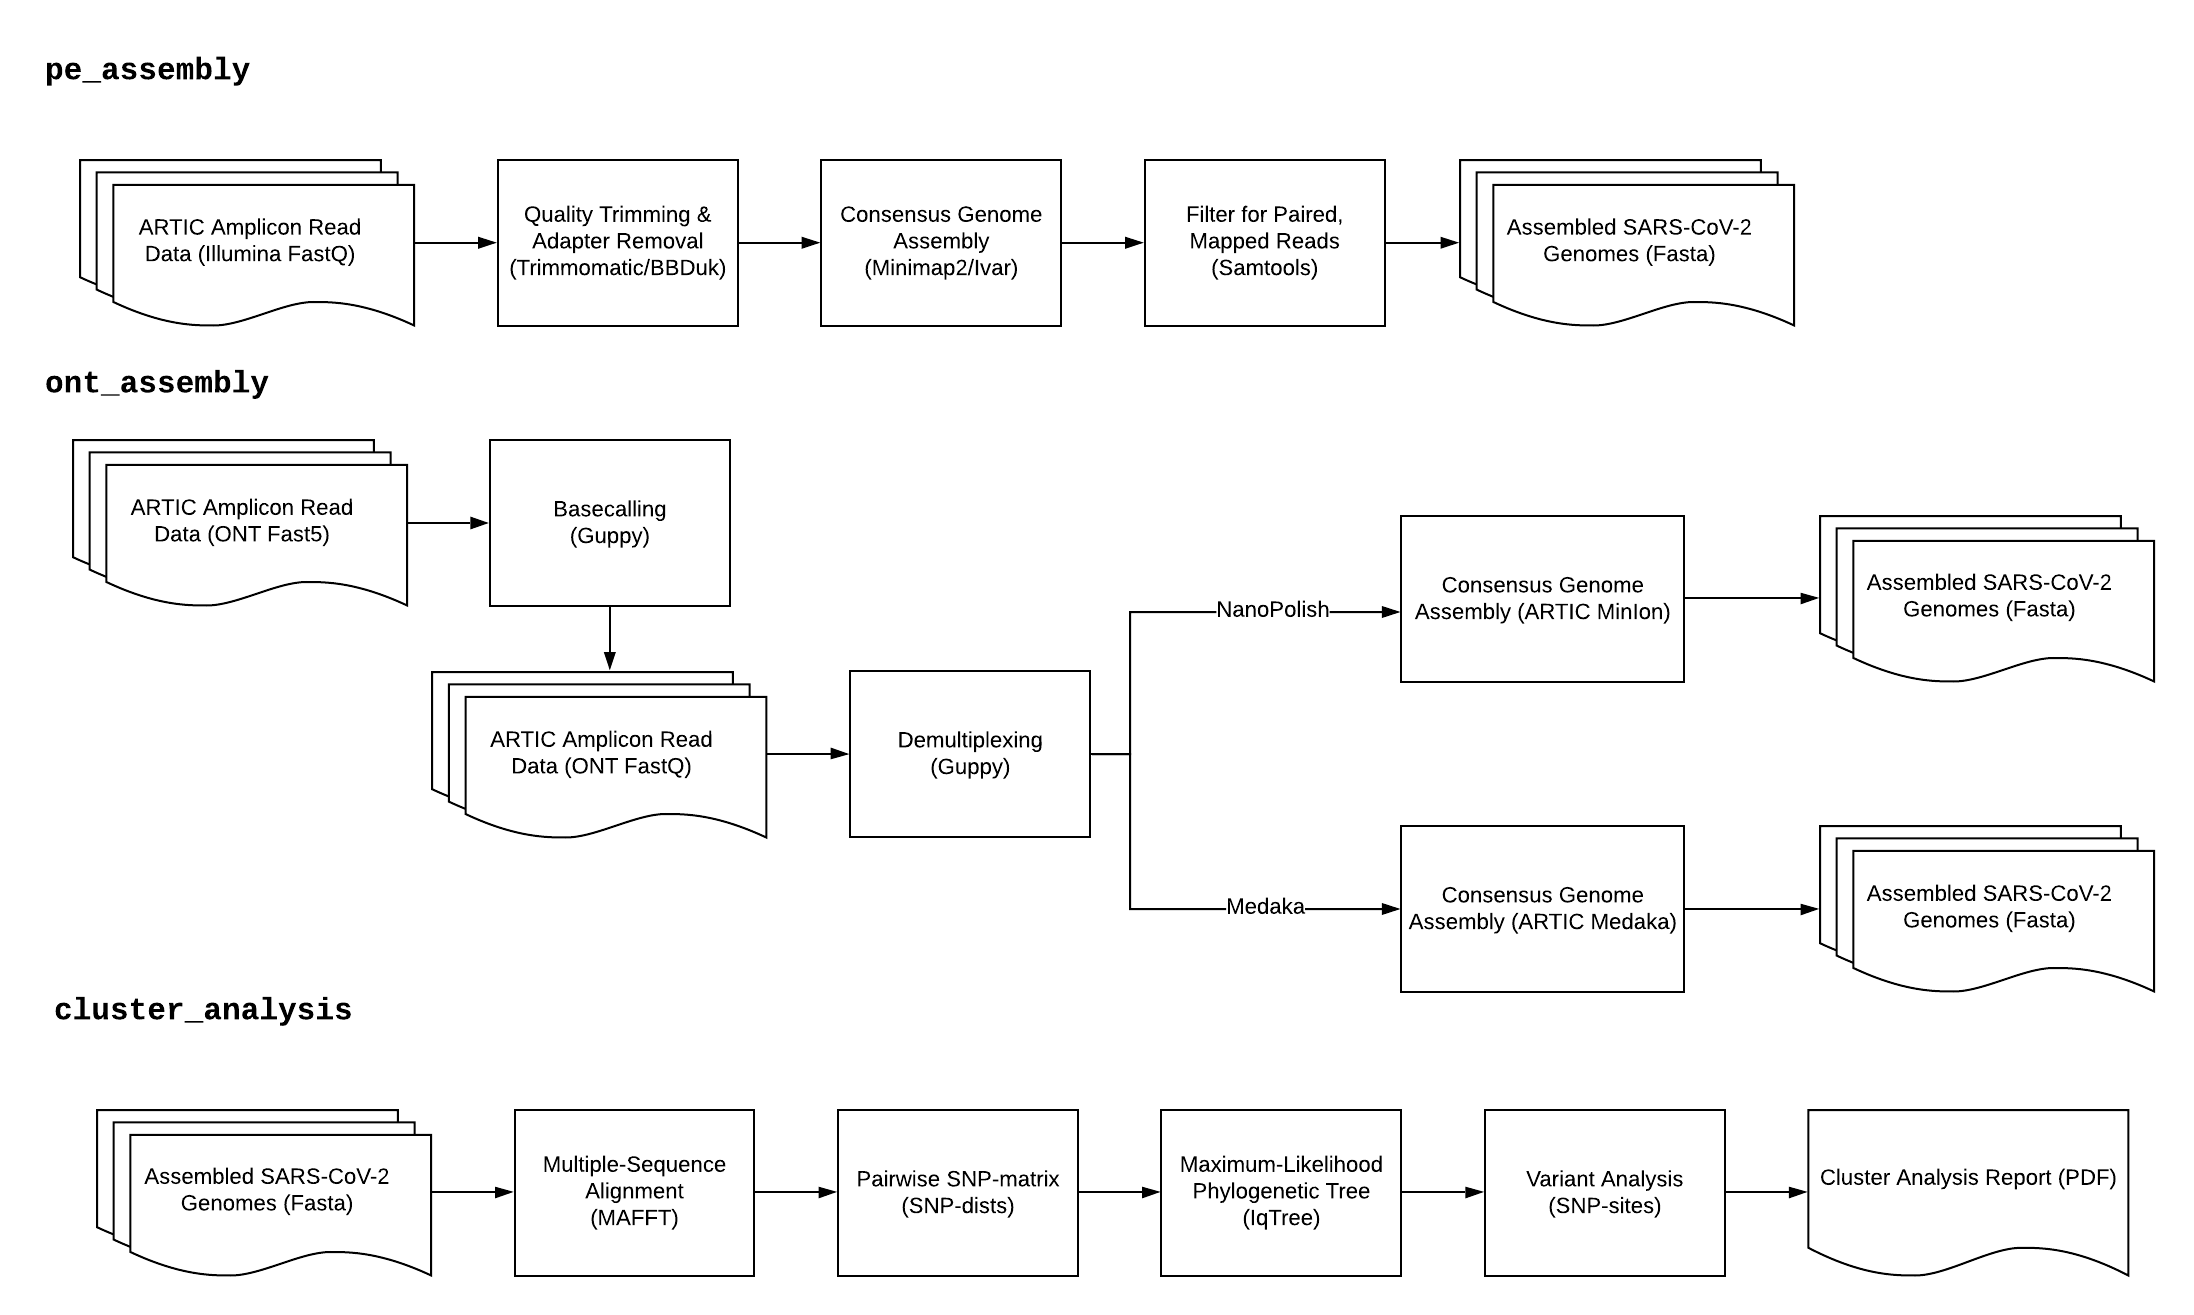 pe_assembly
ARTIC Amplicon Read
Data (Illumina FastQ)
Quality Trimming &
Adapter Removal
(Trimmomatic/BBDuk)
Consensus Genome
Assembly
(Minimap2/Ivar)
Filter for Paired,
Mapped Reads
(Samtools)
Assembled SARS-CoV-2
Genomes (Fasta)
ont_assembly
ARTIC Amplicon Read
Data (ONT Fast5)
Basecalling
(Guppy)
ARTIC Amplicon Read
Data (ONT FastQ)
Demultiplexing
(Guppy)
NanoPolish
Consensus Genome
Assembly (ARTIC MinIon)
Assembled SARS-CoV-2
Genomes (Fasta)
Medaka
Consensus Genome
Assembly (ARTIC Medaka)
Assembled SARS-CoV-2
Genomes (Fasta)
cluster_analysis
Assembled SARS-CoV-2
Genomes (Fasta)
Multiple-Sequence
Alignment
(MAFFT)
Pairwise SNP-matrix
(SNP-dists)
Maximum-Likelihood
Phylogenetic Tree
(IqTree)
Variant Analysis
(SNP-sites)
Cluster Analysis Report (PDF)